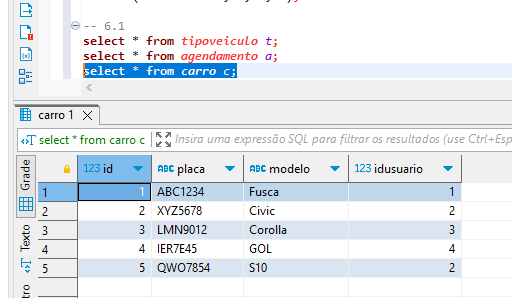 -- 6.1
select * from tipoveiculo t;
select * from agendamento a;
select * from carro c;
carro 1
select * from carro c
Insira uma expressão SQL para filtrar os resultados (use Ctrl+Esp
Grade
Texto
123 id ABC placa ABC modelo 123 idusuario
1 1 ABC1234 Fusca 1
2 2 XYZ5678 Civic 2
3 3 LMN9012 Corolla 3
4 4 IER7E45 GOL 4
5 5 QWO7854 S10 2